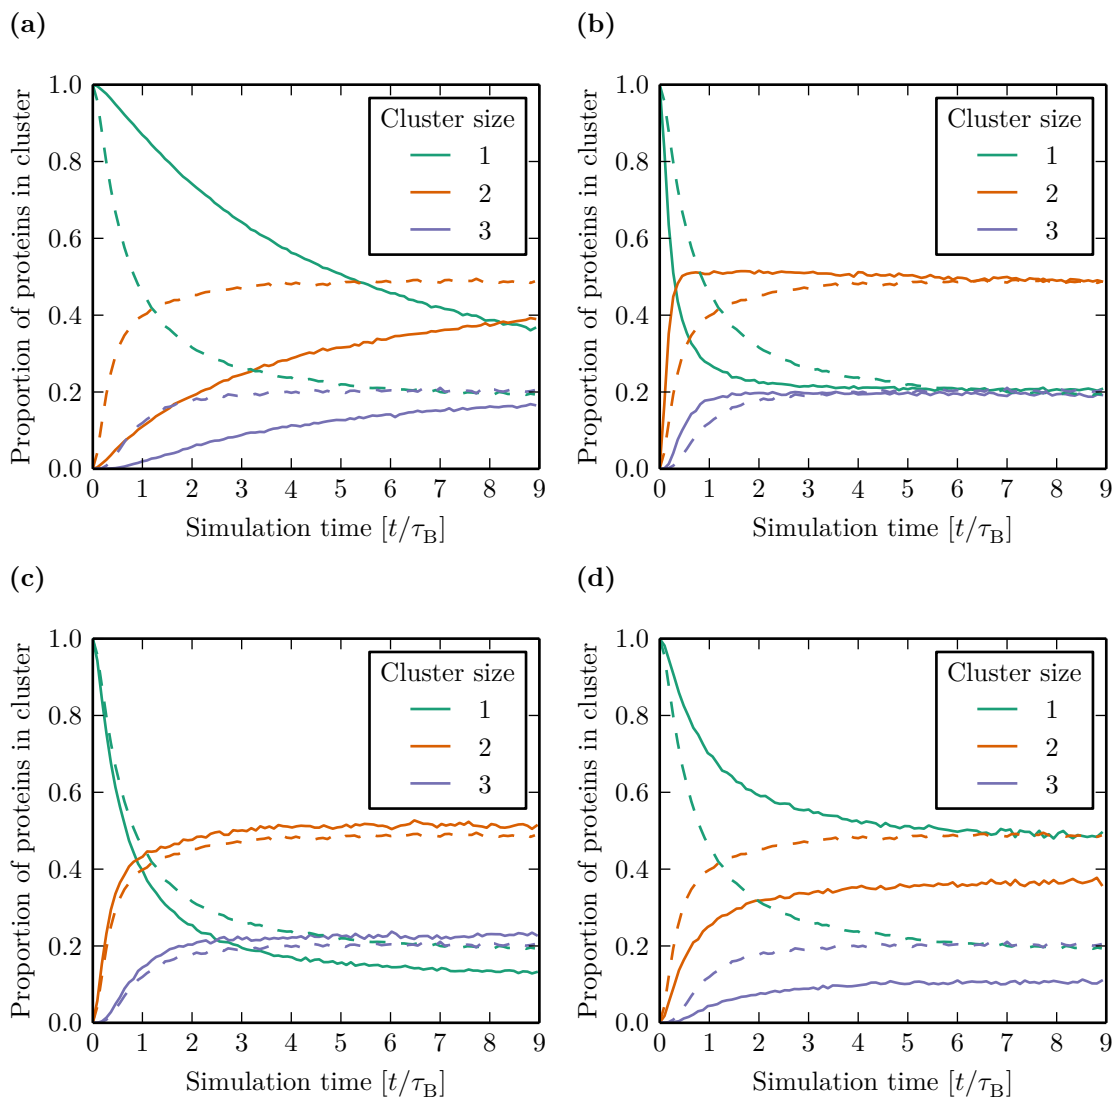 (a)
Proportion of proteins in cluster
1.0
0.8
0.6
0.4
0.2
0.0
0 1 2 3 4 5 6 7 8 9
Simulation time [t/τB]
Cluster size
1
2
3
(b)
Proportion of proteins in cluster
1.0
0.8
0.6
0.4
0.2
0.0
0 1 2 3 4 5 6 7 8 9
Simulation time [t/τB]
Cluster size
1
2
3
(c)
Proportion of proteins in cluster
1.0
0.8
0.6
0.4
0.2
0.0
0 1 2 3 4 5 6 7 8 9
Simulation time [t/τB]
Cluster size
1
2
3
(d)
Proportion of proteins in cluster
1.0
0.8
0.6
0.4
0.2
0.0
0 1 2 3 4 5 6 7 8 9
Simulation time [t/τB]
Cluster size
1
2
3